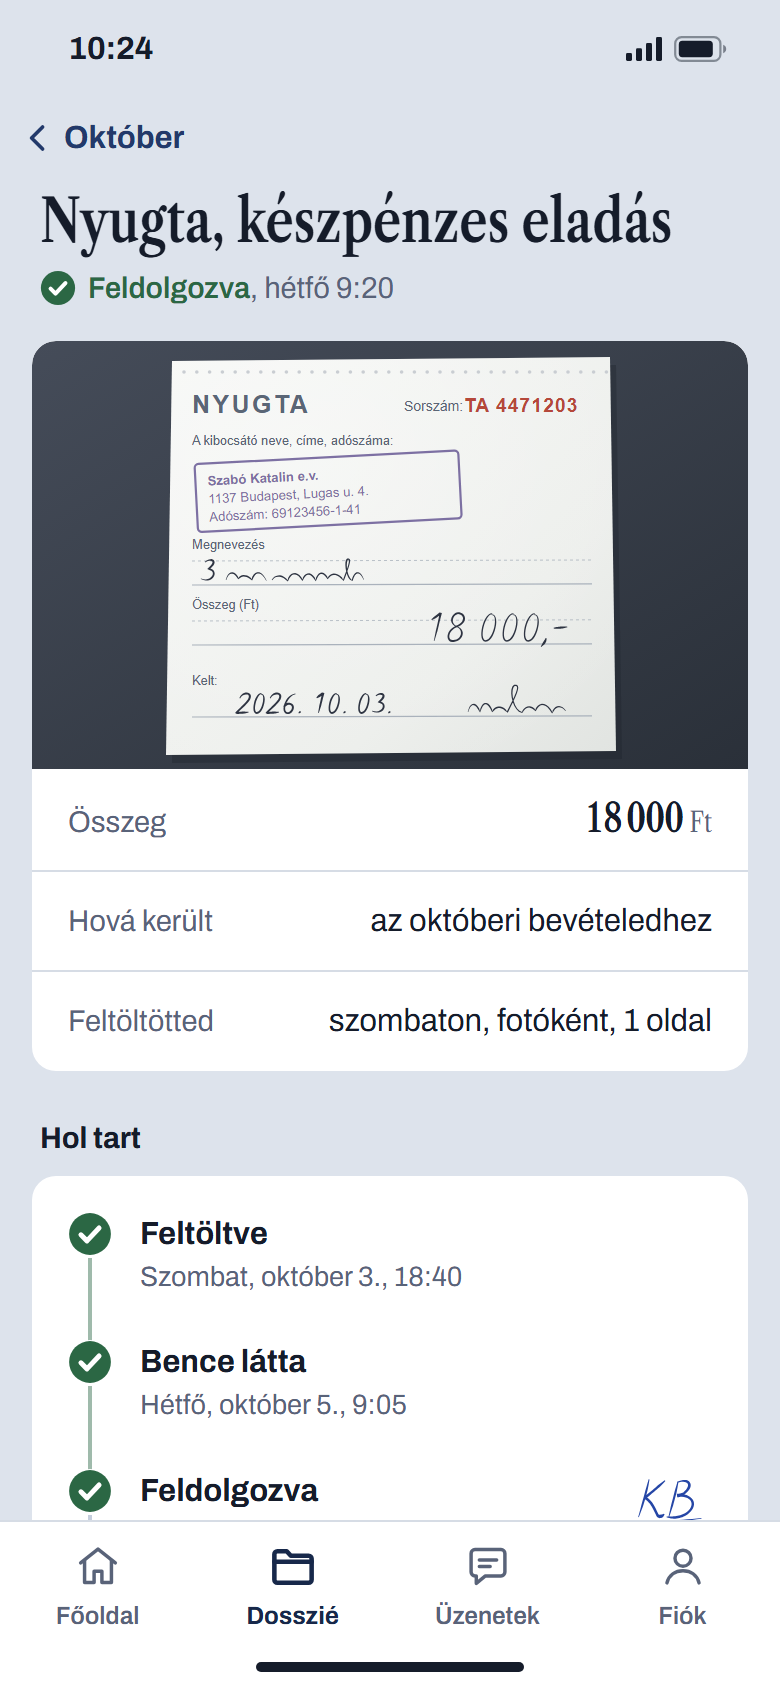 10:24
Október
Nyugta, készpénzes eladás
Feldolgozva, hétfő 9:20
NYUGTA
Sorszám: TA 4471203
A kibocsátó neve, címe, adószáma:
Szabó Katalin e.v.
1137 Budapest, Lugas u. 4.
Adószám: 69123456-1-41
Megnevezés
3
Összeg (Ft)
18 000,-
Kelt:
2026. 10. 03.
Összeg 18 000 Ft
Hová került az októberi bevételedhez
Feltöltötted szombaton, fotóként, 1 oldal
Hol tart
Feltöltve
Szombat, október 3., 18:40
Bence látta
Hétfő, október 5., 9:05
Feldolgozva
KB
Főoldal Dosszié Üzenetek Fiók